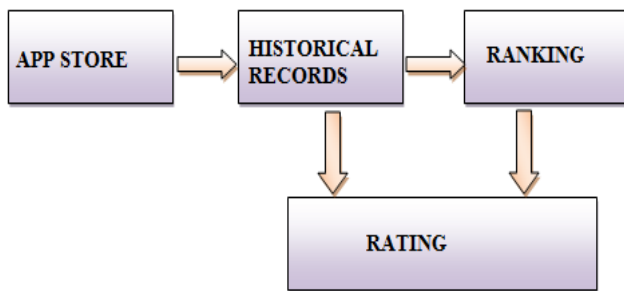 APP STORE
HISTORICAL
RECORDS
RANKING
RATING